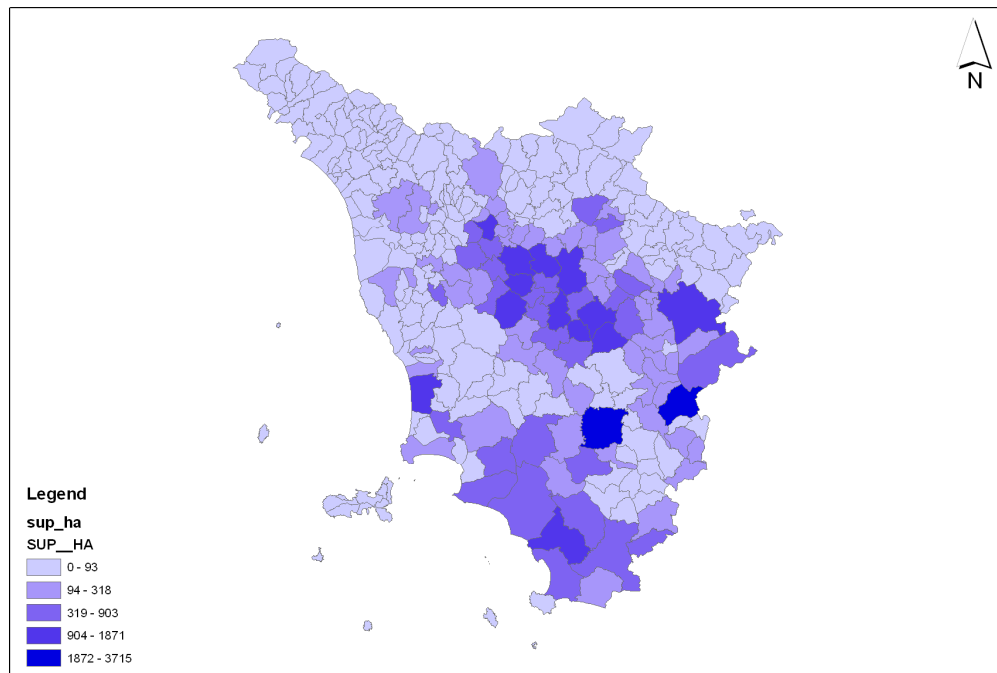 N
Legend
sup_ha
SUP__HA
0 - 93
94 - 318
319 - 903
904 - 1871
1872 - 3715